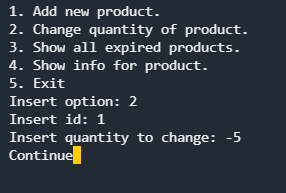 1. Add new product.
2. Change quantity of product.
3. Show all expired products.
4. Show info for product.
5. Exit
Insert option: 2
Insert id: 1
Insert quantity to change: -5
Continue